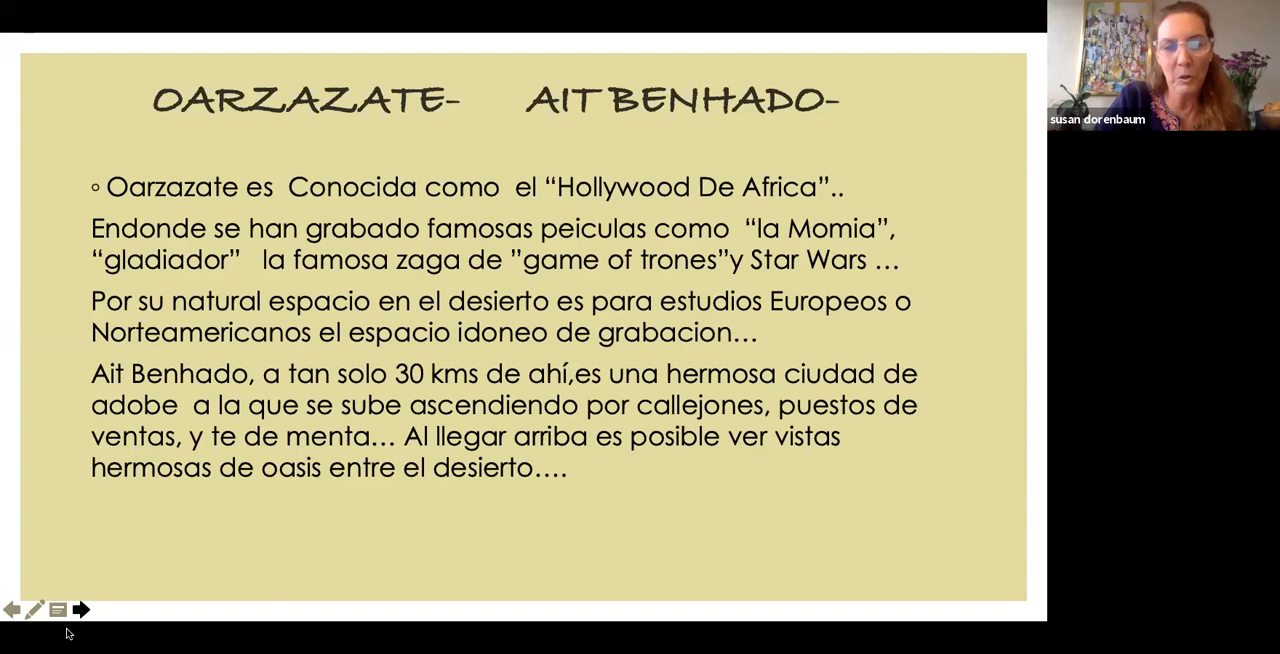 OARZAZATE- AIT BENHADO-
◦ Oarzazate es Conocida como el “Hollywood De Africa”..
Endonde se han grabado famosas peiculas como “la Momia”,
“gladiador” la famosa zaga de ”game of trones”y Star Wars …
Por su natural espacio en el desierto es para estudios Europeos o
Norteamericanos el espacio idoneo de grabacion…
Ait Benhado, a tan solo 30 kms de ahí,es una hermosa ciudad de
adobe a la que se sube ascendiendo por callejones, puestos de
ventas, y te de menta… Al llegar arriba es posible ver vistas
hermosas de oasis entre el desierto….
susan dorenbaum